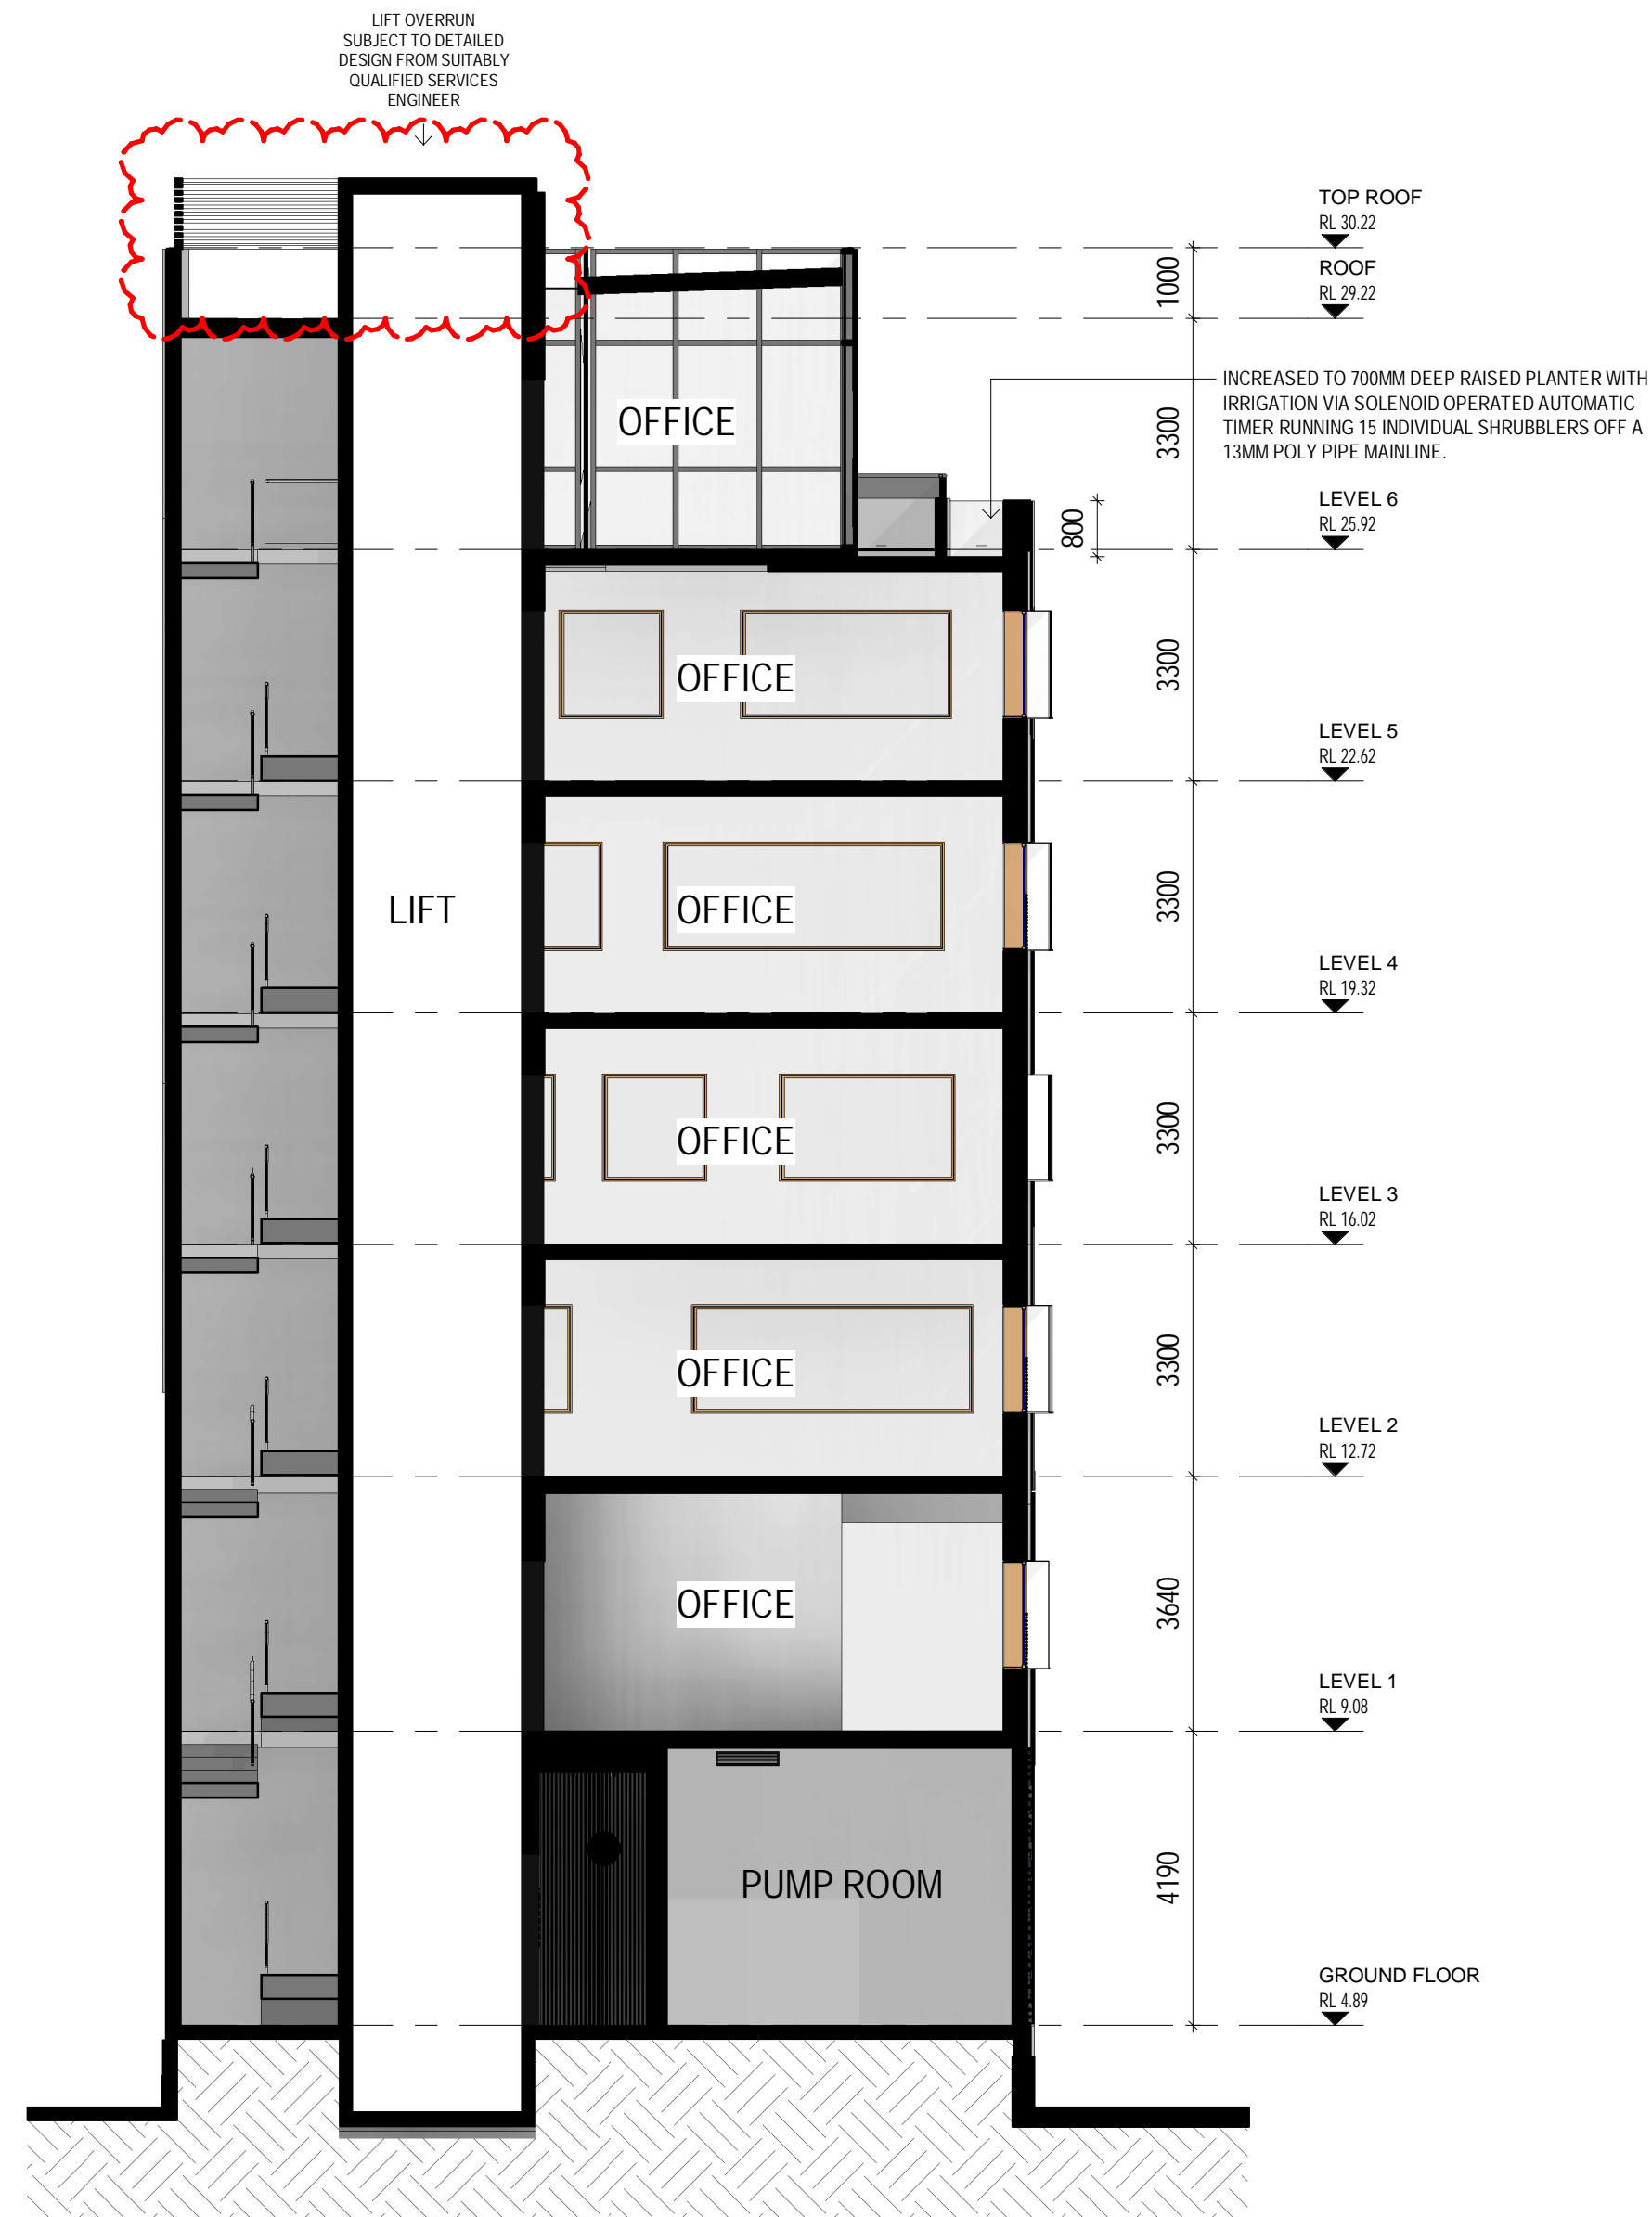 LIFT OVERRUN
SUBJECT TO DETAILED
DESIGN FROM SUITABLY
QUALIFIED SERVICES
ENGINEER
TOP ROOF
RL 30.22
1000
ROOF
RL 29.22
INCREASED TO 700MM DEEP RAISED PLANTER WITH
IRRIGATION VIA SOLENOID OPERATED AUTOMATIC
TIMER RUNNING 15 INDIVIDUAL SHRUBBLERS OFF A
13MM POLY PIPE MAINLINE.
OFFICE
3300
LEVEL 6
RL 25.92
800
OFFICE
3300
LEVEL 5
RL 22.62
LIFT
OFFICE
3300
LEVEL 4
RL 19.32
OFFICE
3300
LEVEL 3
RL 16.02
OFFICE
3300
LEVEL 2
RL 12.72
OFFICE
3640
LEVEL 1
RL 9.08
PUMP ROOM
4190
GROUND FLOOR
RL 4.89